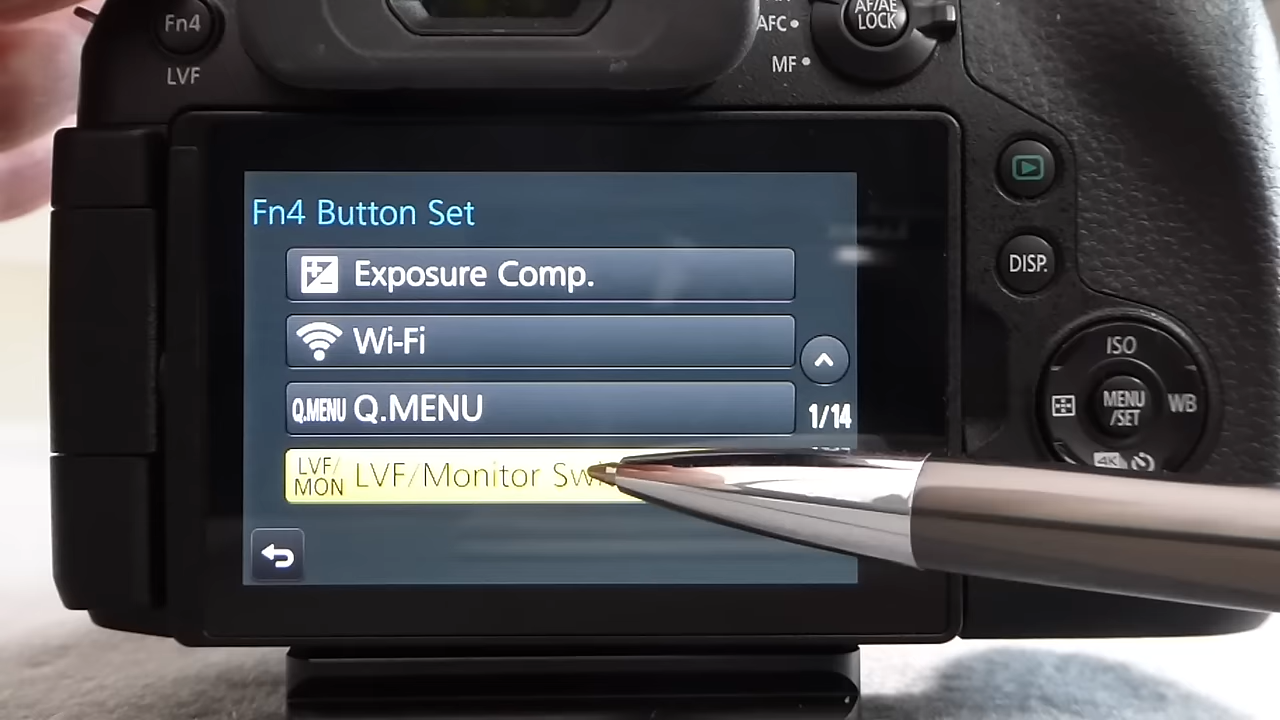 Fn4
LVF
AFC
MF
AF/AE
LOCK
Fn4 Button Set
Exposure Comp.
Wi-Fi
Q.MENU Q.MENU
1/14
LVF/
MON
LVF/Monitor
DISP.
ISO
MENU
/SET
WB
4K